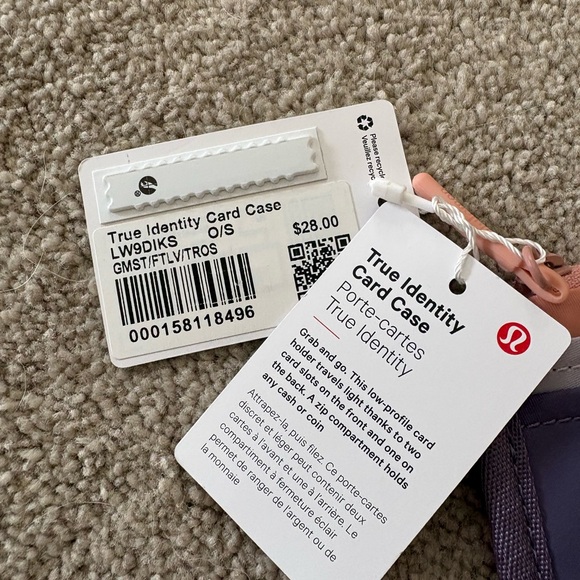 Please recycle
Veuillez recyc
True Identity Card Case
LW9DIKS O/S $28.00
GMST/FTLV/TROS
000158118496
True Identity
Card Case
Porte-cartes
True Identity
Grab and go. This low-profile card
holder travels light thanks to two
card slots on the front and one on
the back. A zip compartment holds
any cash or coin
Attrapez-la, puis filez. Ce porte-cartes
discret et léger peut contenir deux
cartes à l'avant et une à l'arrière. Le
compartiment à fermeture éclair
permet de ranger de l'argent ou de
la monnaie